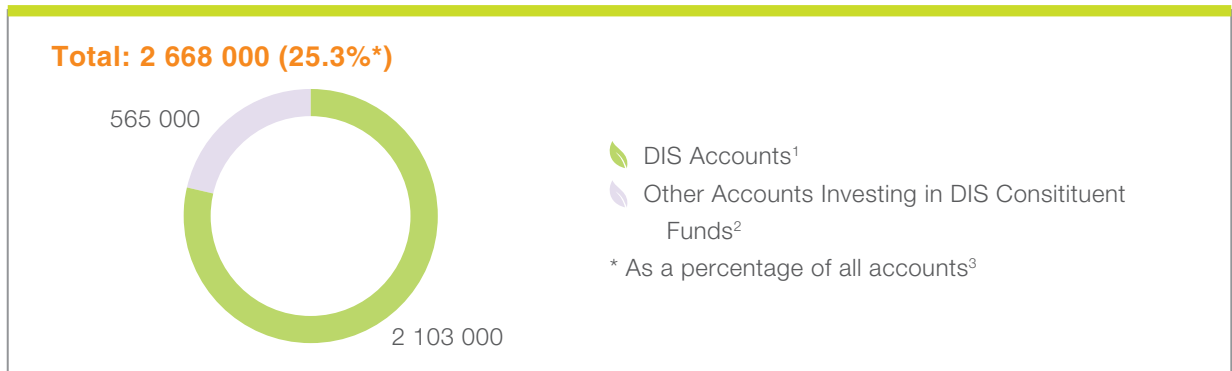 Total: 2 668 000 (25.3%*)
565 000
DIS Accounts¹
Other Accounts Investing in DIS Consitituent
Funds²
* As a percentage of all accounts³
2 103 000